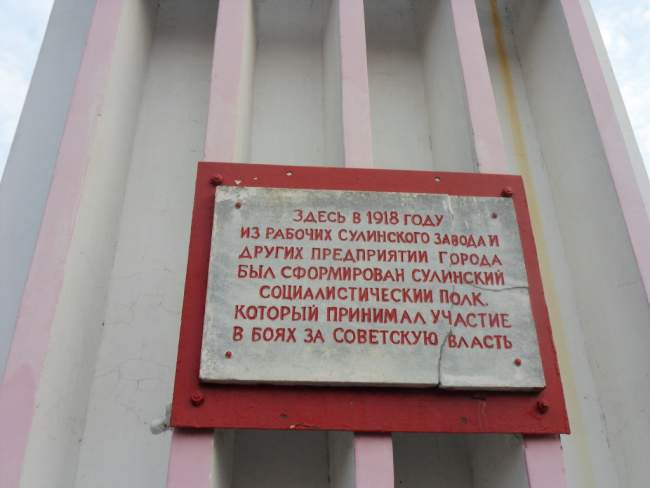 ЗДЕСЬ В 1918 ГОДУ
ИЗ РАБОЧИХ СУЛИНСКОГО ЗАВОДА И
ДРУГИХ ПРЕДПРИЯТИИ ГОРОДА
БЫЛ СФОРМИРОВАН СУЛИНСКИЙ
СОЦИАЛИСТИЧЕСКИИ ПОЛК,
КОТОРЫЙ ПРИНИМАЛ УЧАСТИЕ
В БОЯХ ЗА СОВЕТСКУЮ ВЛАСТЬ